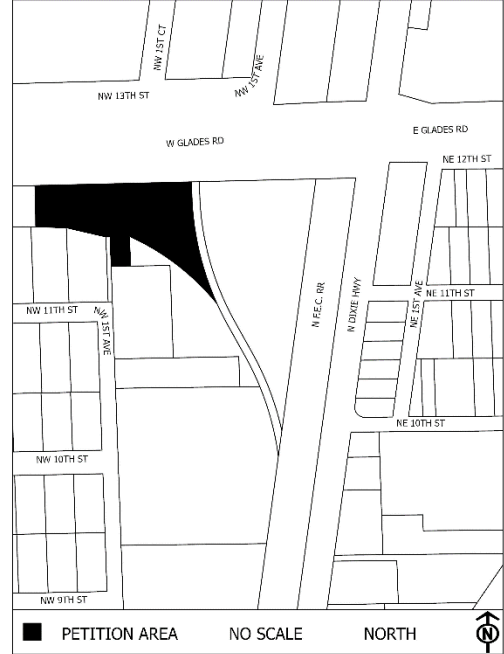 NW 1ST CT
NW 1ST AVE
NW 13TH ST
W GLADES RD
E GLADES RD
NE 12TH ST
N F.E.C. RR
N DIXIE HWY
NE 1ST AVE
NE 11TH ST
NW 11TH ST
NW 1ST AVE
NE 10TH ST
NW 10TH ST
NW 9TH ST
PETITION AREA NO SCALE NORTH N